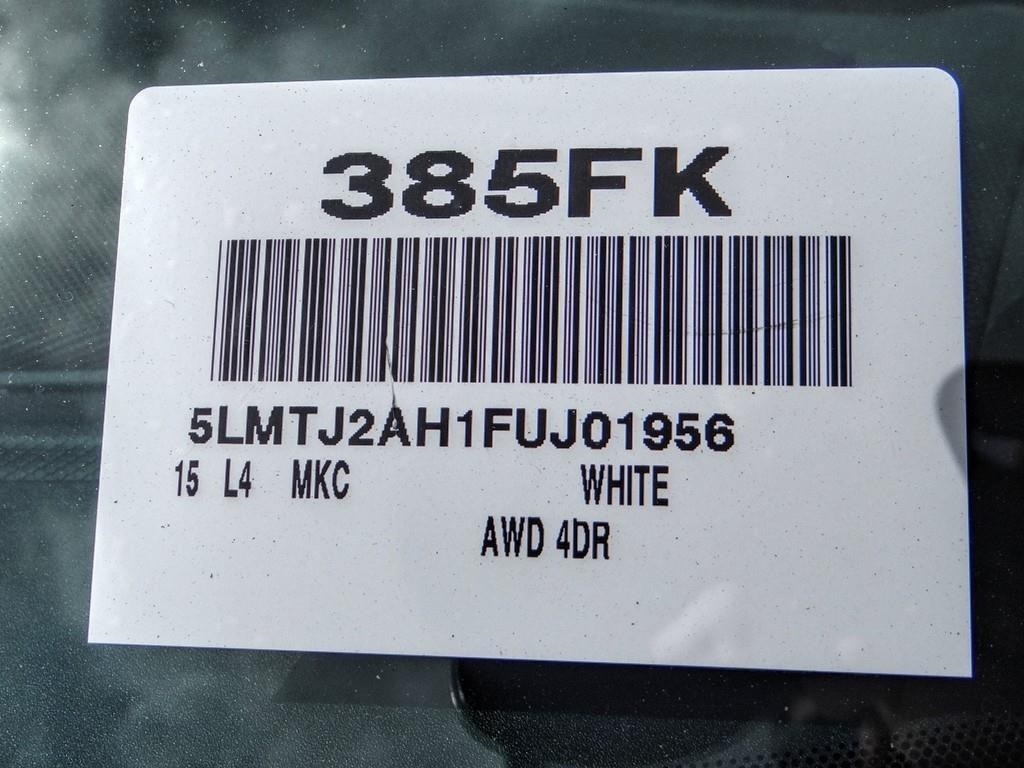 385FK
5LMTJ2AH1FUJ01956
15 L4 MKC WHITE
AWD 4DR